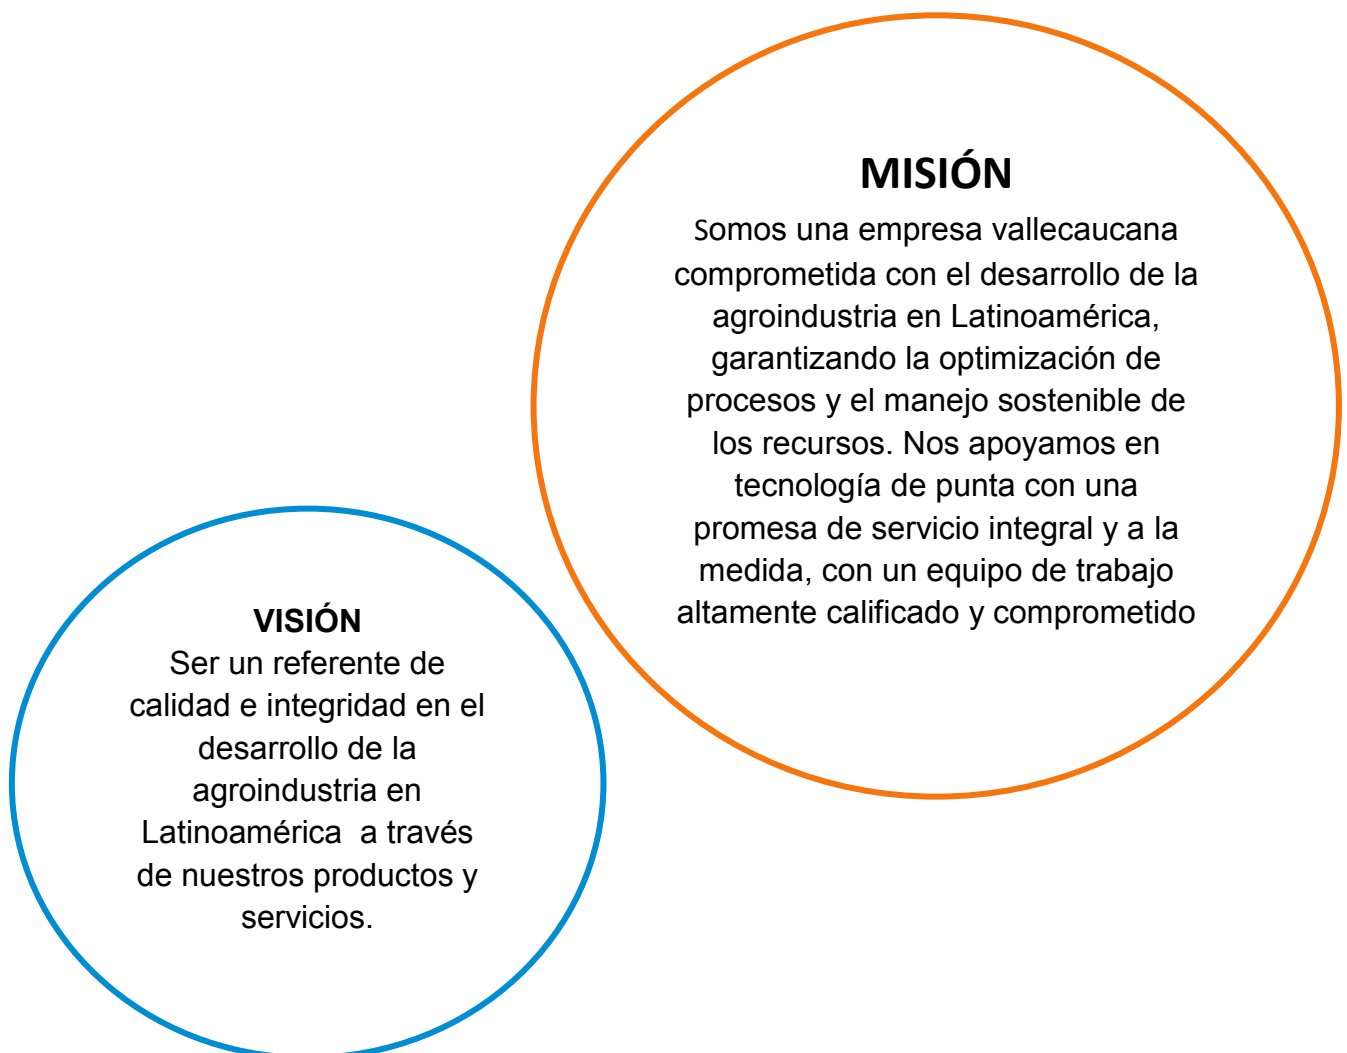 MISIÓN
Somos una empresa vallecaucana
comprometida con el desarrollo de la
agroindustria en Latinoamérica,
garantizando la optimización de
procesos y el manejo sostenible de
los recursos. Nos apoyamos en
tecnología de punta con una
promesa de servicio integral y a la
medida, con un equipo de trabajo
altamente calificado y comprometido
VISIÓN
Ser un referente de
calidad e integridad en el
desarrollo de la
agroindustria en
Latinoamérica  a través
de nuestros productos y
servicios.